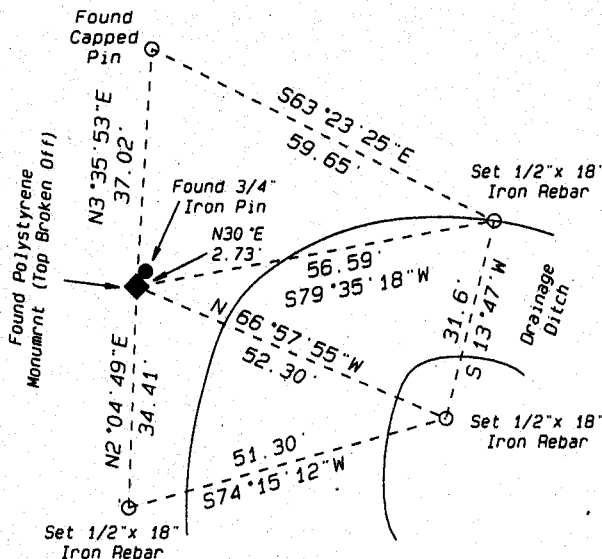 Found
Capped
Pin
S63°23'25"E
59.65'
N3°35'53"E
37.02'
Set 1/2"x 18"
Iron Rebar
Found 3/4"
Iron Pin
N30°E
2.73'
Found Polystyrene
Monumrnt (Top Broken Off)
56.59'
S79°35'18"W
31.6'
S 13°47'W
Drainage
Ditch
N 66°57'55"W
52.30'
N2°04'49"E
34.41'
51.30'
S74°15'12"W
Set 1/2"x 18"
Iron Rebar
Set 1/2"x 18"
Iron Rebar